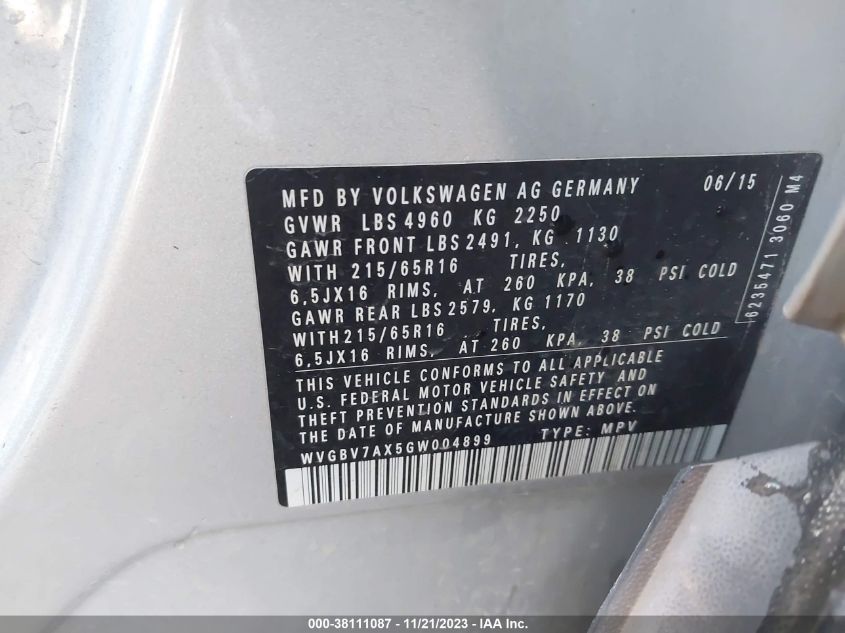 MFD BY VOLKSWAGEN AG GERMANY 06/15
GVWR LBS 4960 KG 2250
GAWR FRONT LBS 2491, KG 1130
WITH 215/65R16 TIRES,
6,5JX16 RIMS, AT 260 KPA, 38 PSI COLD
GAWR REAR LBS 2579, KG 1170
WITH 215/65R16 TIRES,
6,5JX16 RIMS, AT 260 KPA, 38 PSI COLD
THIS VEHICLE CONFORMS TO ALL APPLICABLE
U.S. FEDERAL MOTOR VEHICLE SAFETY AND
THEFT PREVENTION STANDARDS IN EFFECT ON
THE DATE OF MANUFACTURE SHOWN ABOVE.
WVGBV7AX5GW004899 TYPE: MPV
6235471 3060 M4
000-38111087 - 11/21/2023 - IAA Inc.